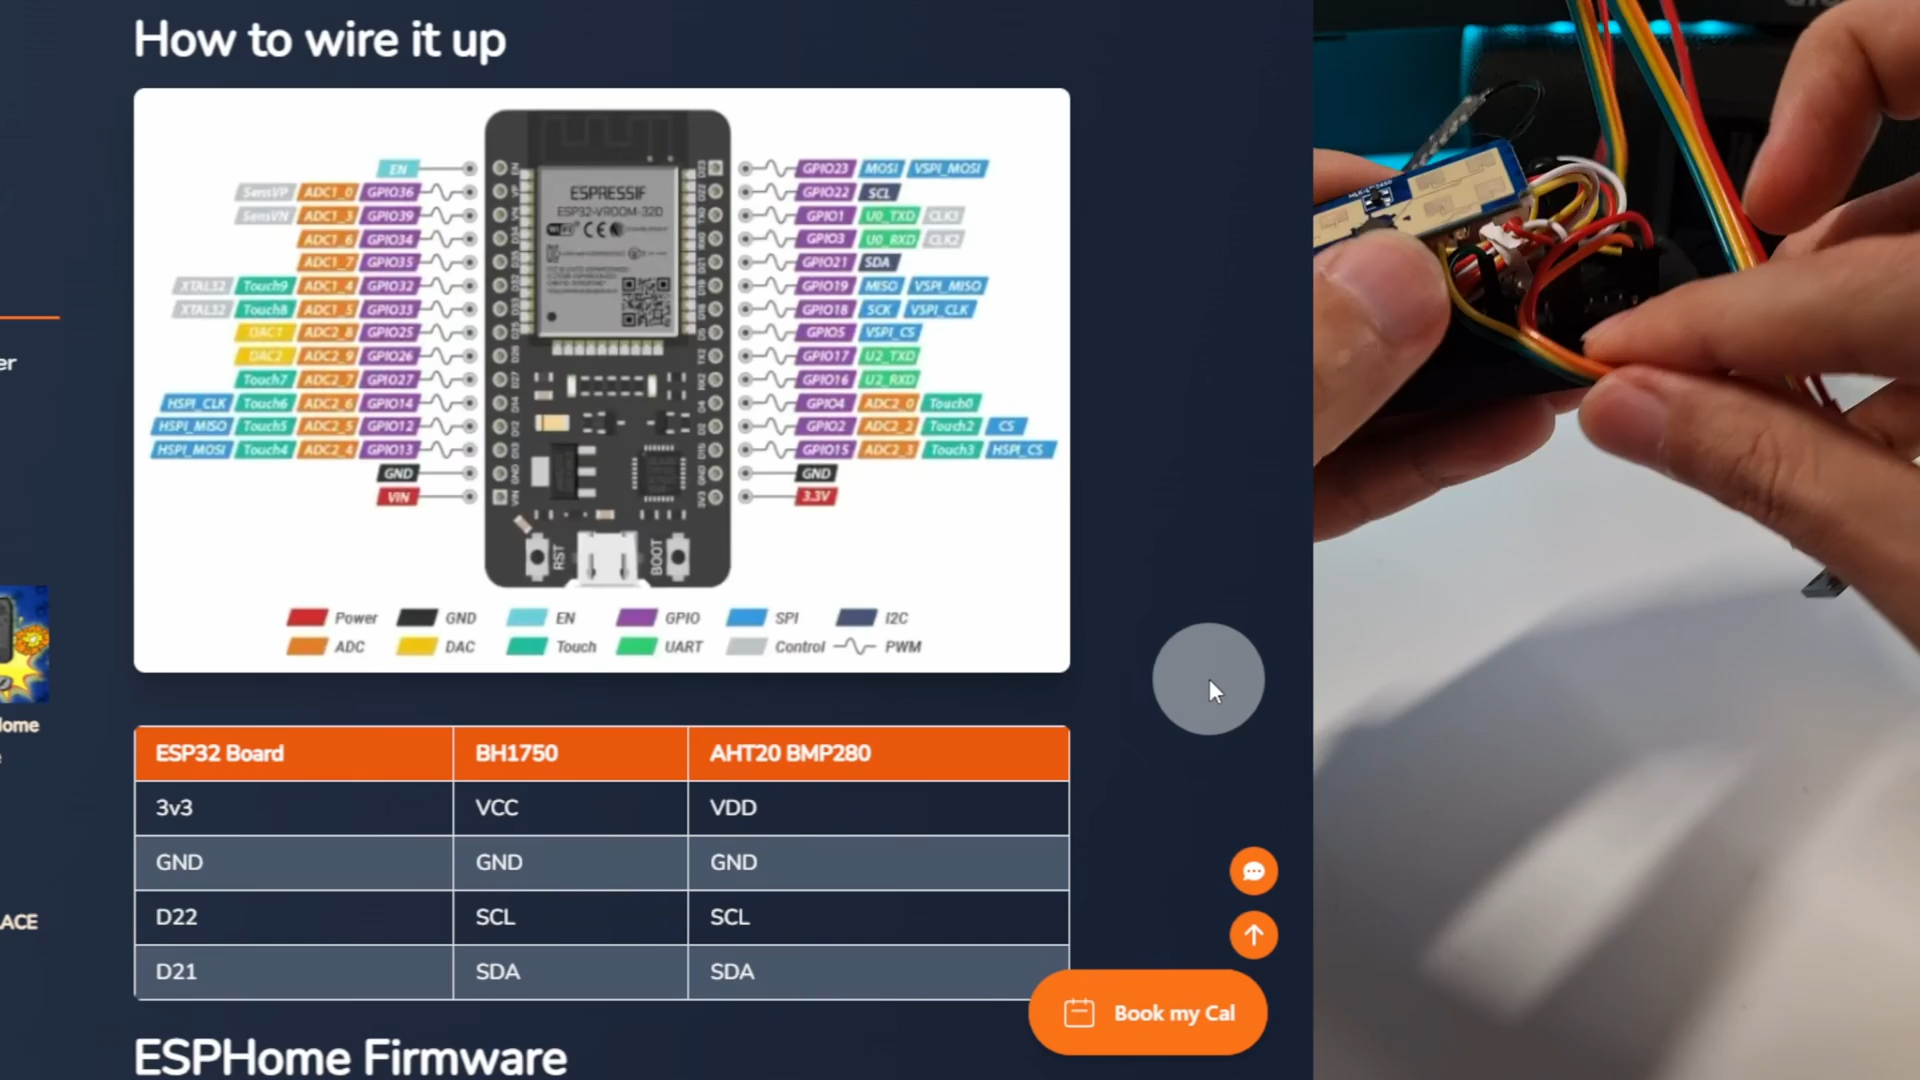 How to wire it up
EN
SensVP ADC1_0 GPIO36
SensVN ADC1_3 GPIO39
ADC1_6 GPIO34
ADC1_7 GPIO35
XTAL32 Touch9 ADC1_4 GPIO32
XTAL32 Touch8 ADC1_5 GPIO33
DAC1 ADC2_8 GPIO25
DAC2 ADC2_9 GPIO26
Touch7 ADC2_7 GPIO27
HSPI_CLK Touch6 ADC2_6 GPIO14
HSPI_MISO Touch5 ADC2_5 GPIO12
HSPI_MOSI Touch4 ADC2_4 GPIO13
GND
VIN
ESPRESSIF
ESP32-WROOM-32D
WiFi CE
RST
BOOT
GPIO23 MOSI VSPI_MOSI
GPIO22 SCL
GPIO1 U0_TXD CLK3
GPIO3 U0_RXD CLK2
GPIO21 SDA
GPIO19 MISO VSPI_MISO
GPIO18 SCK VSPI_CLK
GPIO5 VSPI_CS
GPIO17 U2_TXD
GPIO16 U2_RXD
GPIO4 ADC2_0 Touch0
GPIO2 ADC2_2 Touch2 CS
GPIO15 ADC2_3 Touch3 HSPI_CS
GND
3.3V
Power GND EN GPIO SPI I2C
ADC DAC Touch UART Control PWM
ESP32 Board BH1750 AHT20 BMP280
3v3 VCC VDD
GND GND GND
D22 SCL SCL
D21 SDA SDA
Book my Cal
ESPHome Firmware
er
ACE